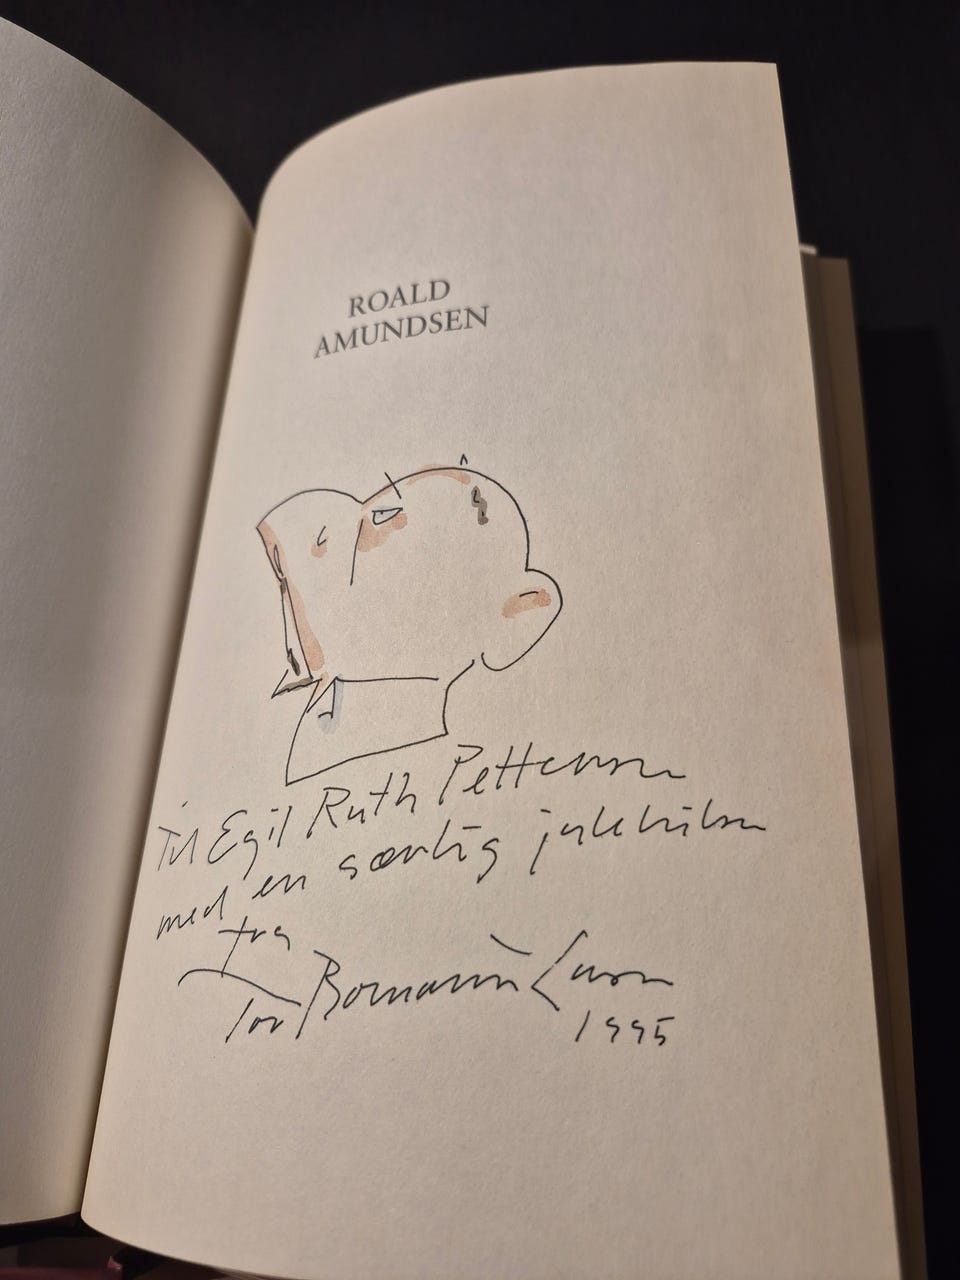 ROALD
AMUNDSEN
Til Egil Ruth Pettersen
med en særlig julehilsen
fra
Tor Bomann Larsen
1995